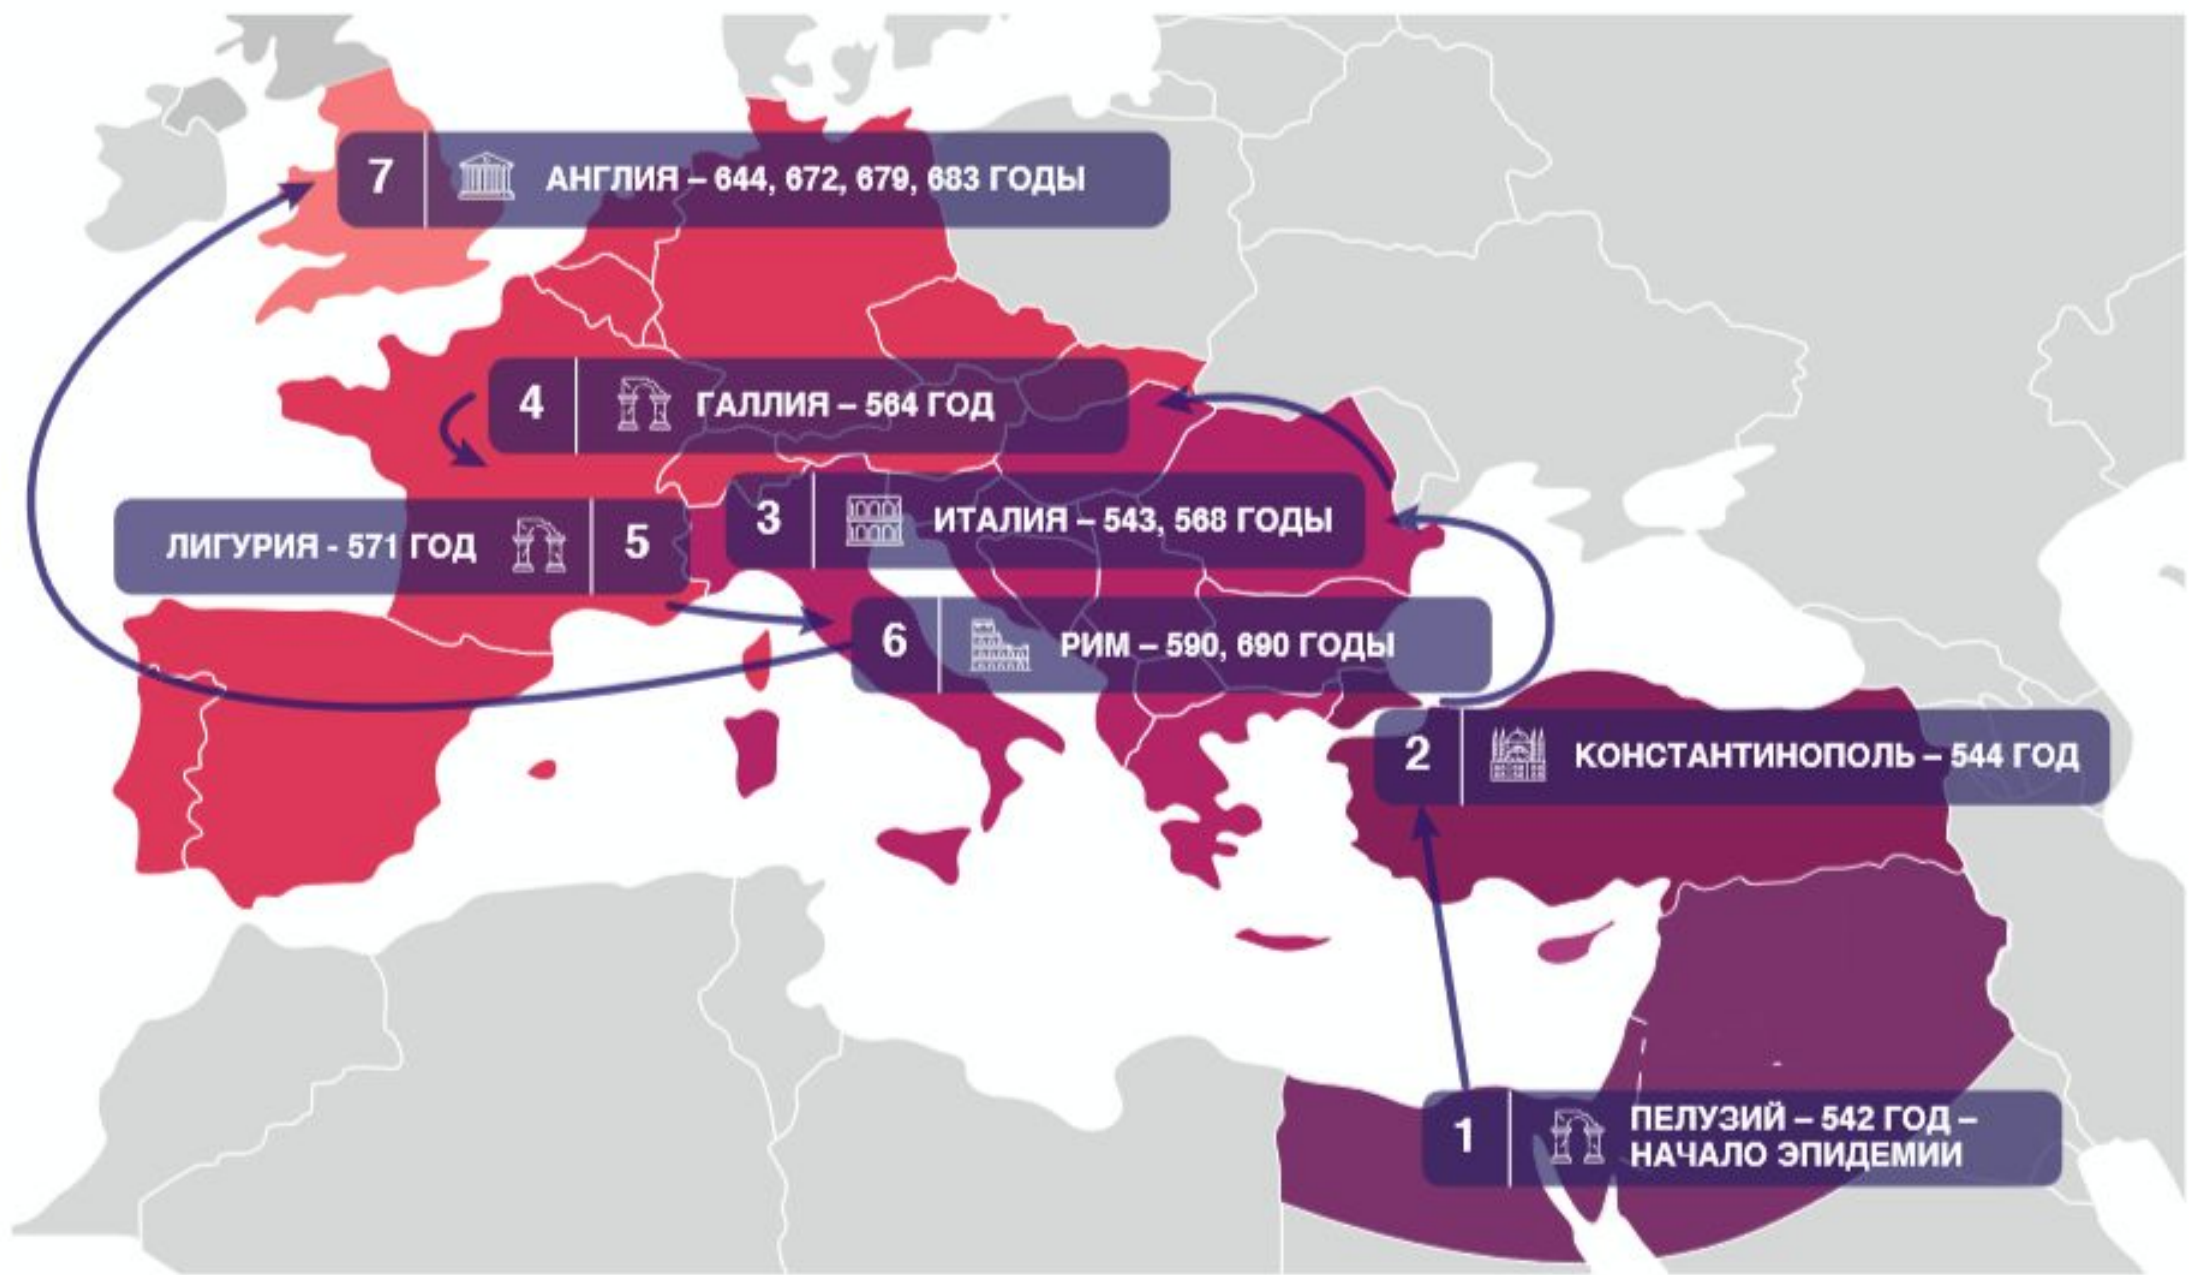 7 АНГЛИЯ – 644, 672, 679, 683 ГОДЫ
4 ГАЛЛИЯ – 564 ГОД
3 ИТАЛИЯ – 543, 568 ГОДЫ
ЛИГУРИЯ - 571 ГОД 5
6 РИМ – 590, 690 ГОДЫ
2 КОНСТАНТИНОПОЛЬ – 544 ГОД
1 ПЕЛУЗИЙ – 542 ГОД –
НАЧАЛО ЭПИДЕМИИ